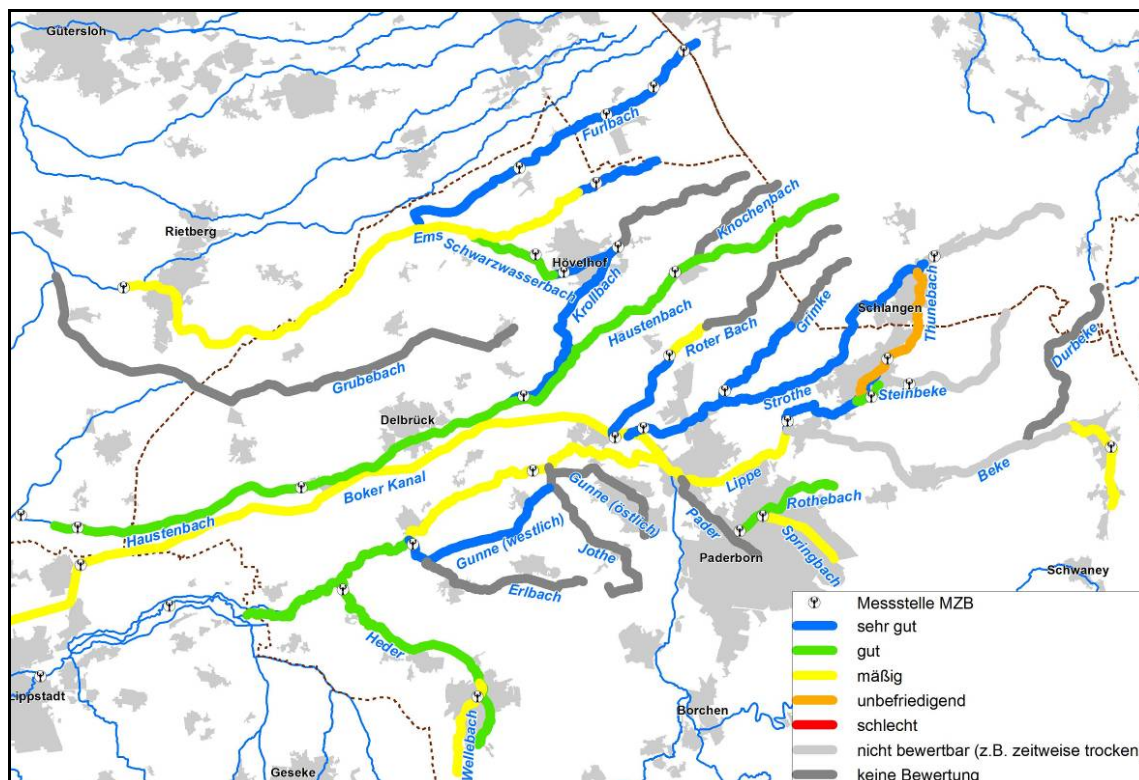 Gütersloh
Furlbach
Rietberg
Ems
Schwarzwasserbach
Hövelhof
Knochenbach
Krollbach
Haustenbach
Roter Bach
Grimke
Schlangen
Thunebach
Durbeke
Grubebach
Strothe
Steinbeke
Delbrück
Boker Kanal
Lippe
Beke
Gunne (östlich)
Rothebach
Haustenbach
Gunne (westlich)
Pader
Jothe
Paderborn
Springbach
Erlbach
Schwaney
Heder
Lippstadt
Wellebach
Borchen
Geseke
Messstelle MZB
sehr gut
gut
mäßig
unbefriedigend
schlecht
nicht bewertbar (z.B. zeitweise trocken
keine Bewertung